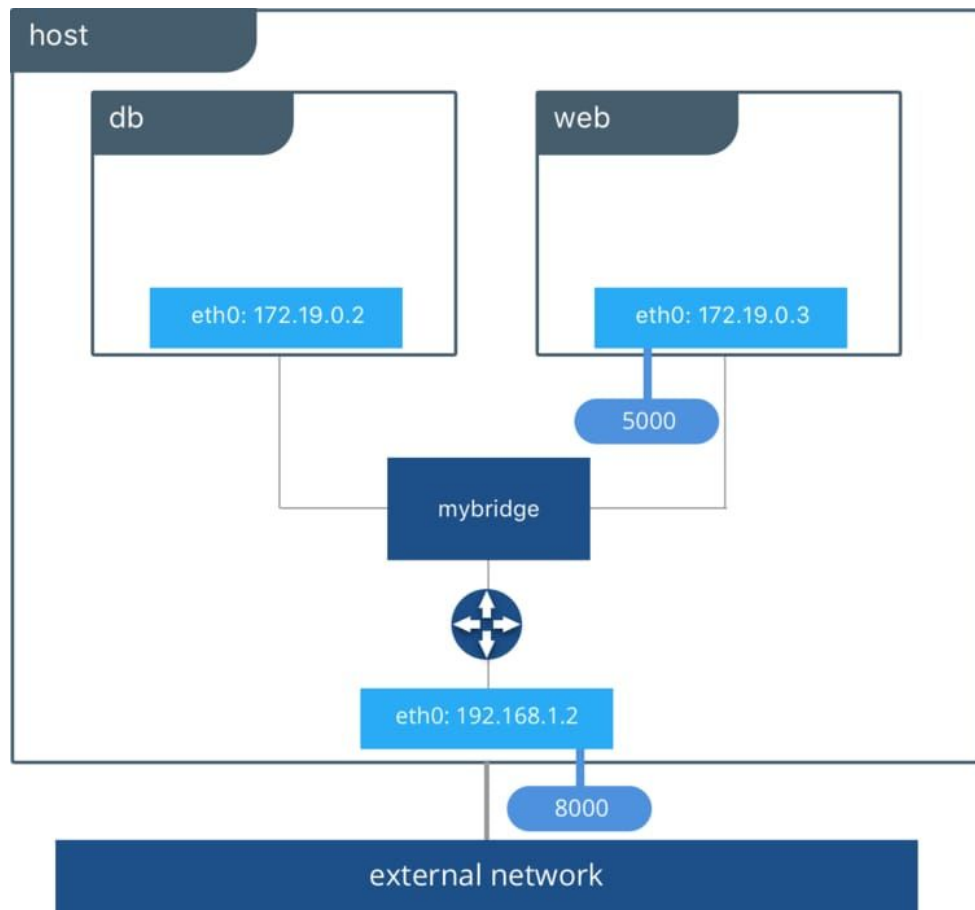 host
db
web
eth0: 172.19.0.2
eth0: 172.19.0.3
5000
mybridge
eth0: 192.168.1.2
8000
external network